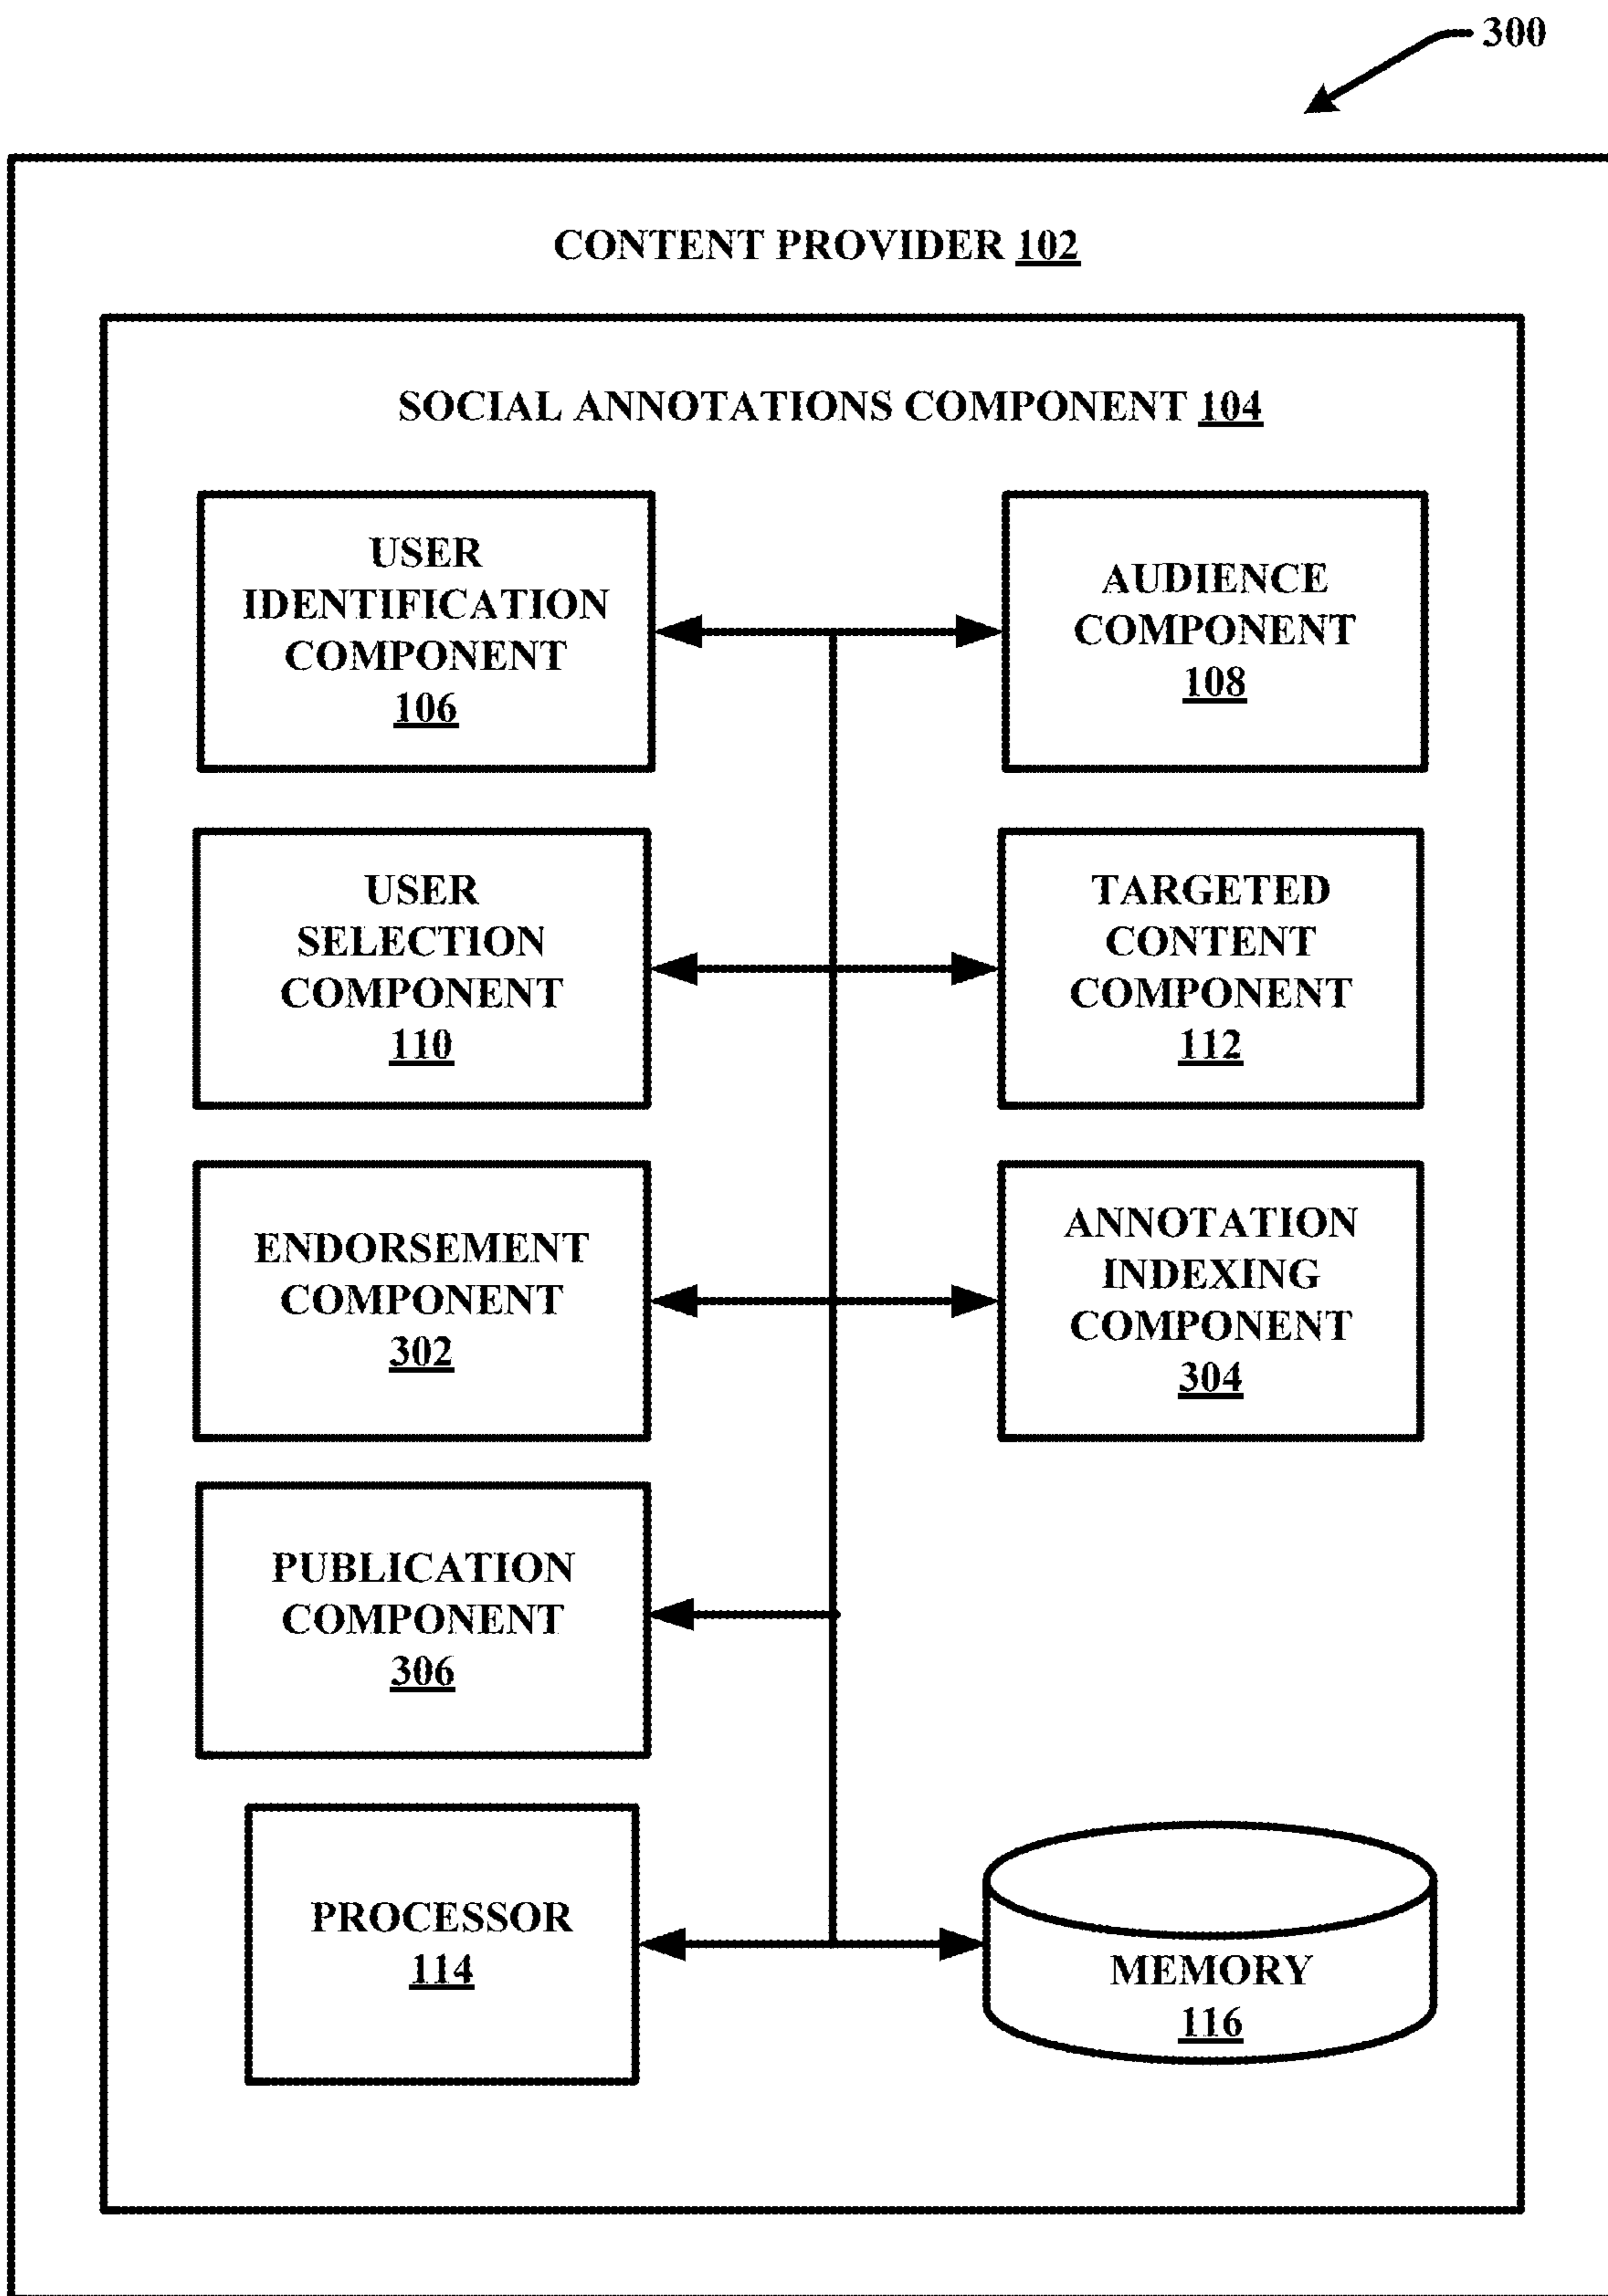 300
CONTENT PROVIDER 102
SOCIAL ANNOTATIONS COMPONENT 104
USER
IDENTIFICATION
COMPONENT
106
AUDIENCE
COMPONENT
108
USER
SELECTION
COMPONENT
110
TARGETED
CONTENT
COMPONENT
112
ENDORSEMENT
COMPONENT
302
ANNOTATION
INDEXING
COMPONENT
304
PUBLICATION
COMPONENT
306
PROCESSOR
114
MEMORY
116